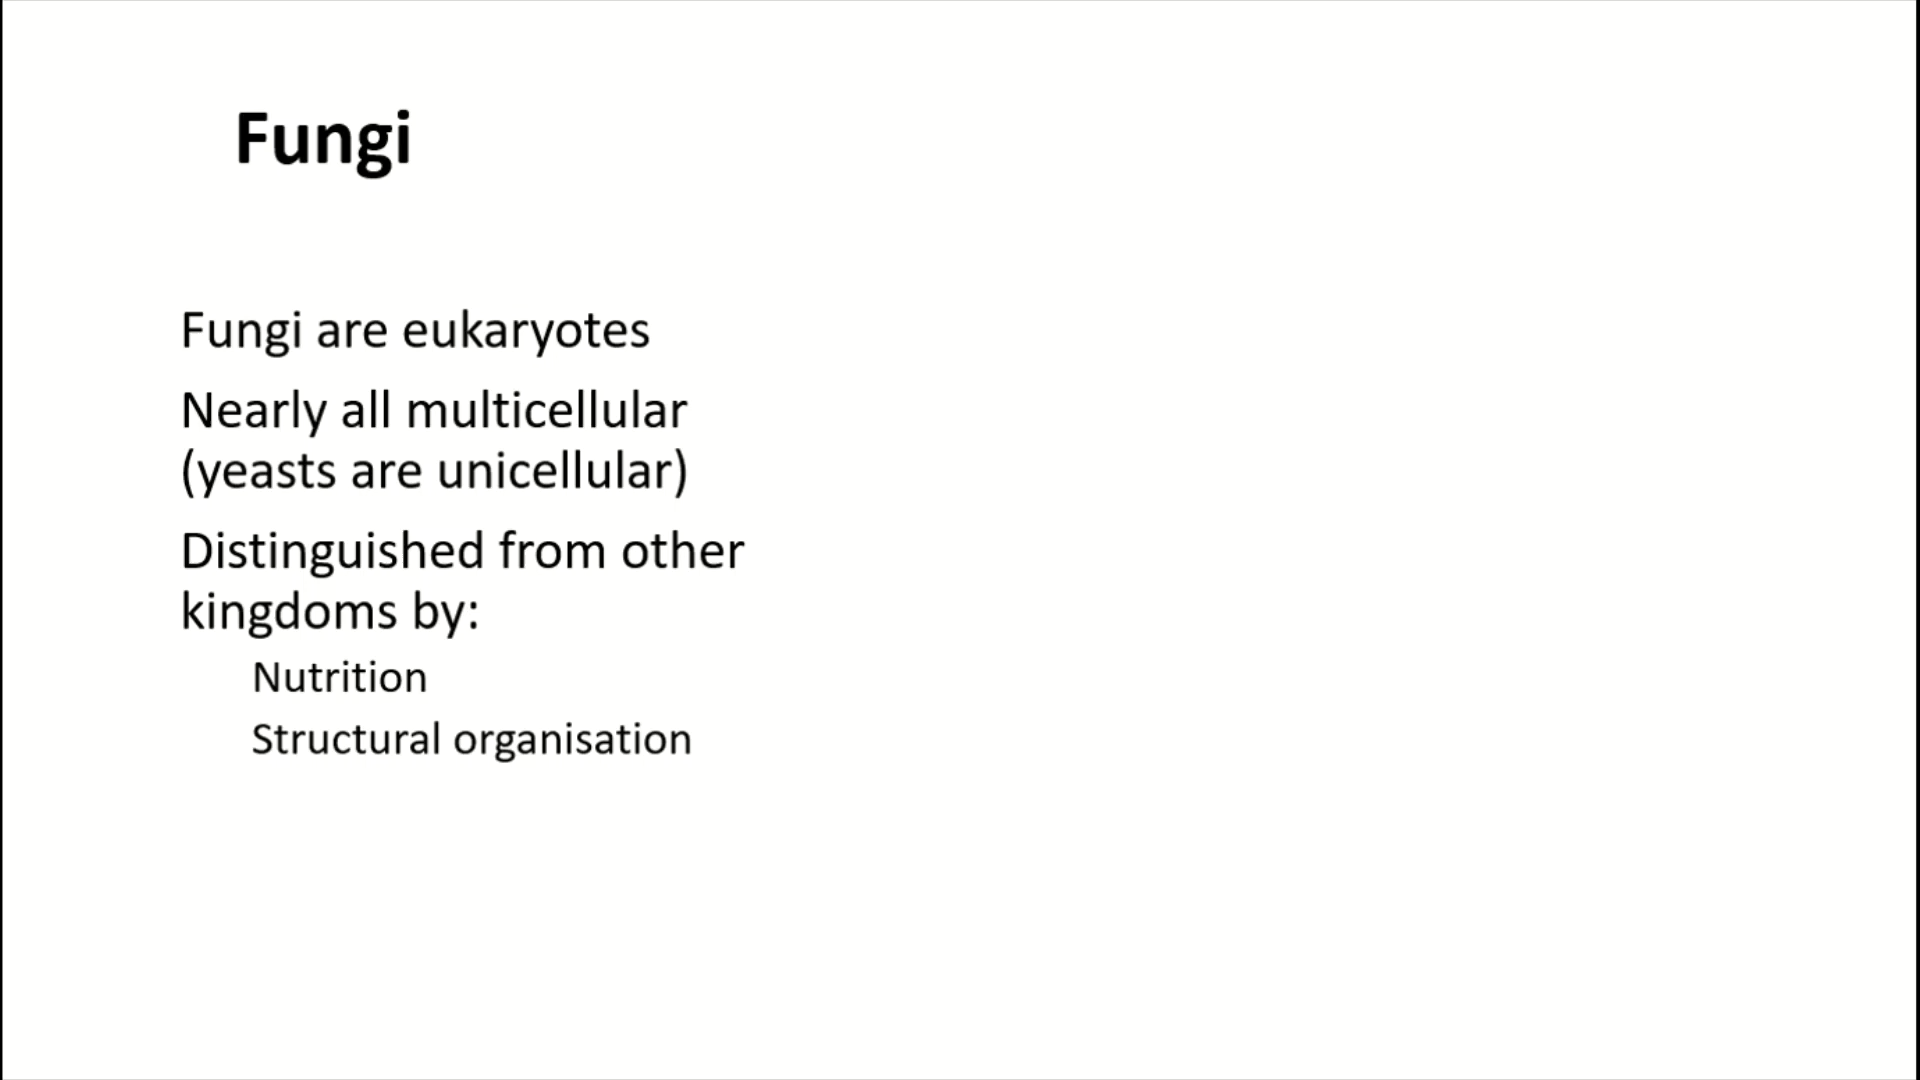 Fungi
Fungi are eukaryotes
Nearly all multicellular
(yeasts are unicellular)
Distinguished from other
kingdoms by:
Nutrition
Structural organisation